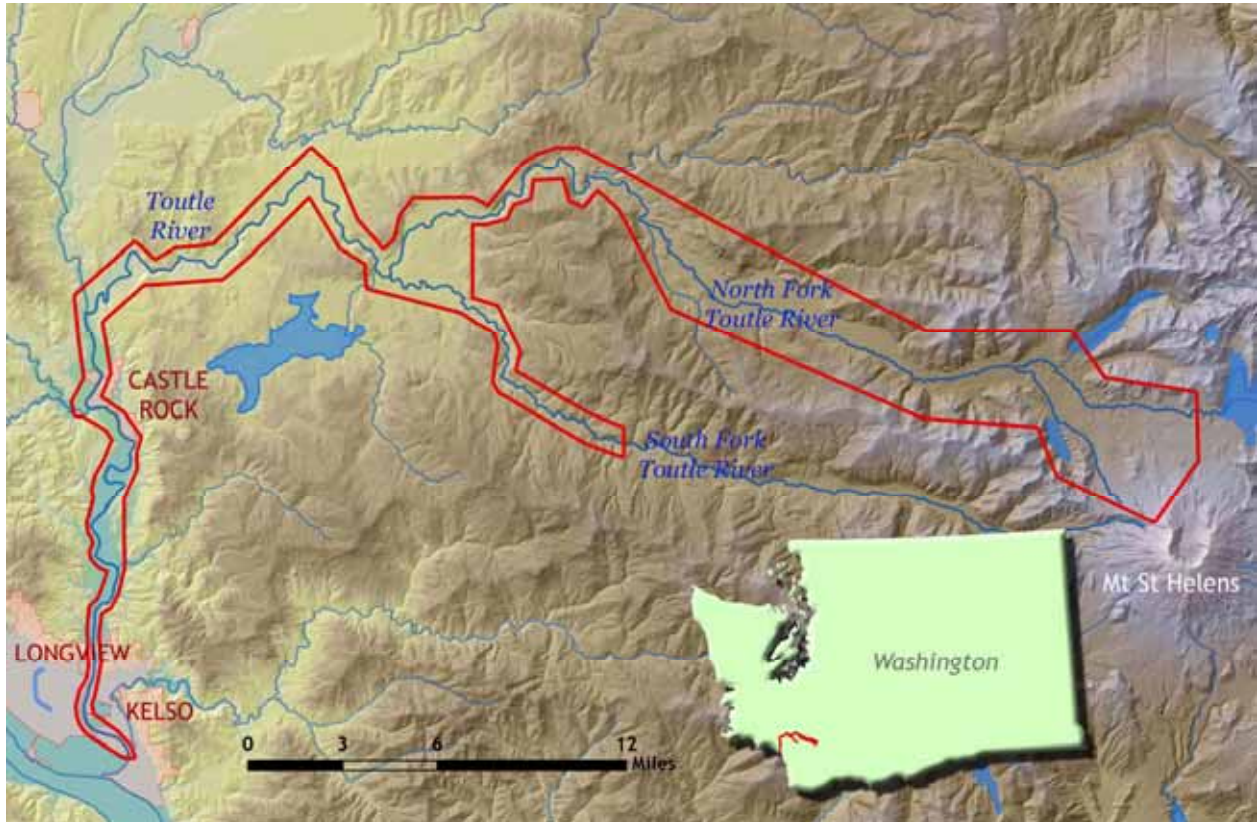 Toutle
River
North Fork
Toutle River
CASTLE
ROCK
South Fork
Toutle River
Mt St Helens
LONGVIEW
KELSO
Washington
0 3 6 12
Miles